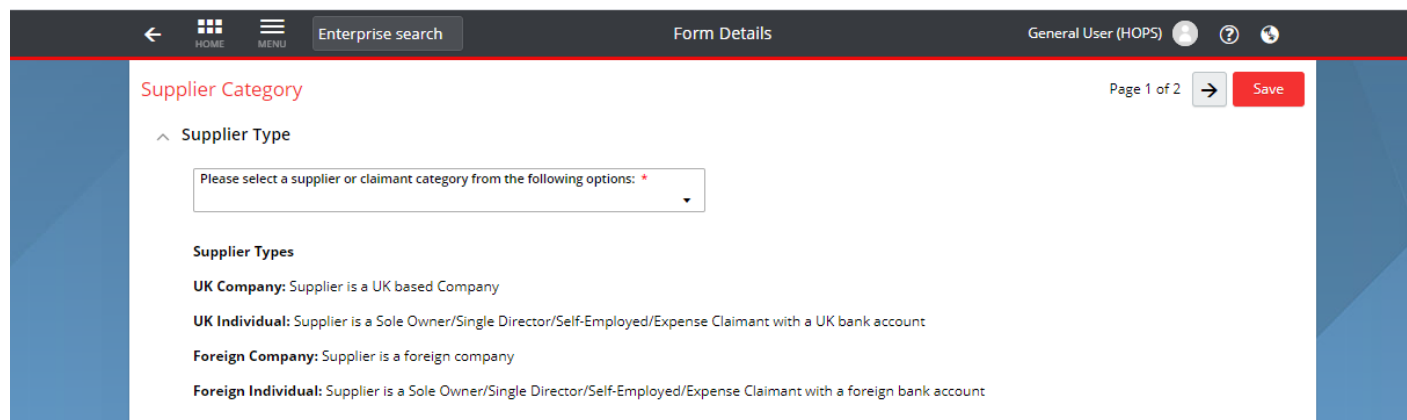 HOME
MENU
Enterprise search
Form Details
General User (HOPS)
?
Supplier Category
Page 1 of 2
Save
Supplier Type
Please select a supplier or claimant category from the following options: *
Supplier Types
UK Company: Supplier is a UK based Company
UK Individual: Supplier is a Sole Owner/Single Director/Self-Employed/Expense Claimant with a UK bank account
Foreign Company: Supplier is a foreign company
Foreign Individual: Supplier is a Sole Owner/Single Director/Self-Employed/Expense Claimant with a foreign bank account